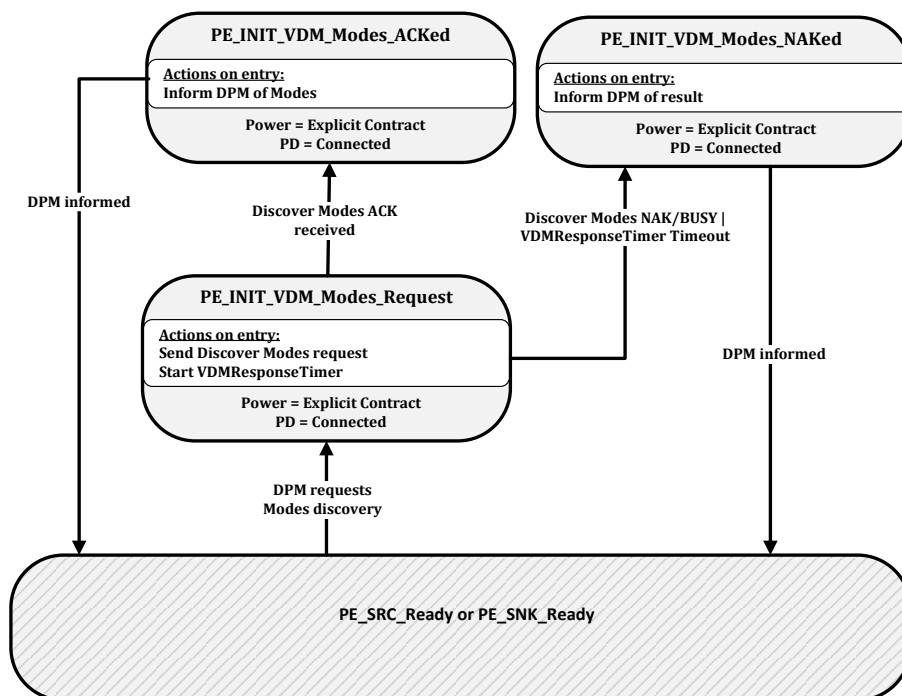 PE_INIT_VDM_Modes_ACKed
Actions on entry:
Inform DPM of Modes
Power = Explicit Contract
PD = Connected
PE_INIT_VDM_Modes_NAKed
Actions on entry:
Inform DPM of result
Power = Explicit Contract
PD = Connected
DPM informed
Discover Modes ACK
received
Discover Modes NAK/BUSY |
VDMResponseTimer Timeout
PE_INIT_VDM_Modes_Request
Actions on entry:
Send Discover Modes request
Start VDMResponseTimer
Power = Explicit Contract
PD = Connected
DPM informed
DPM requests
Modes discovery
PE_SRC_Ready or PE_SNK_Ready